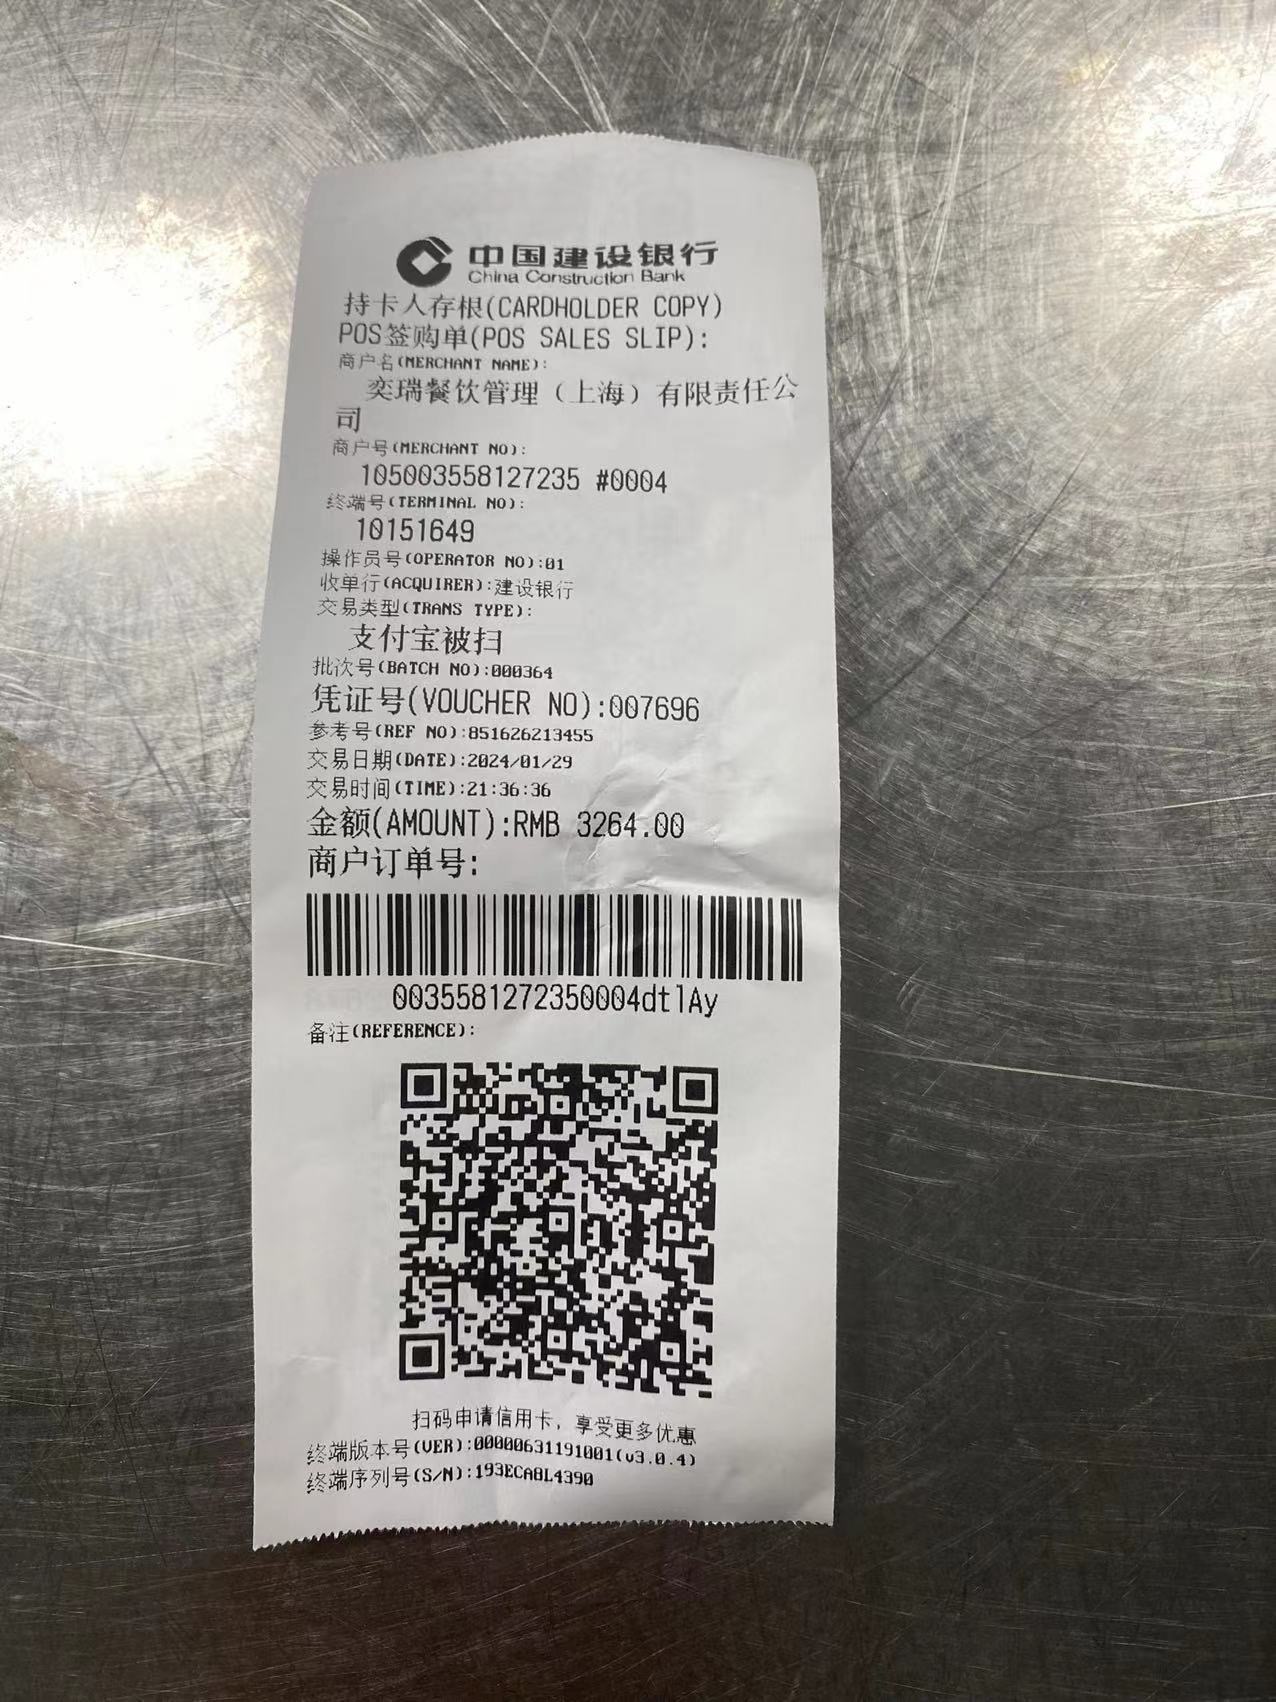 中国建设银行
China Construction Bank
持卡人存根(CARDHOLDER COPY)
POS签购单(POS SALES SLIP):
商户名(MERCHANT NAME):
奕瑞餐饮管理（上海）有限责任公
司
商户号(MERCHANT NO):
105003558127235 #0004
终端号(TERMINAL NO):
10151649
操作员号(OPERATOR NO):01
收单行(ACQUIRER):建设银行
交易类型(TRANS TYPE):
支付宝被扫
批次号(BATCH NO):000364
凭证号(VOUCHER NO):007696
参考号(REF NO):851626213455
交易日期(DATE):2024/01/29
交易时间(TIME):21:36:36
金额(AMOUNT):RMB 3264.00
商户订单号:
0035581272350004dtlAy
备注(REFERENCE):
扫码申请信用卡，享受更多优惠
终端版本号(VER):00000631191001(v3.0.4)
终端序列号(S/N):193ECA8L4390